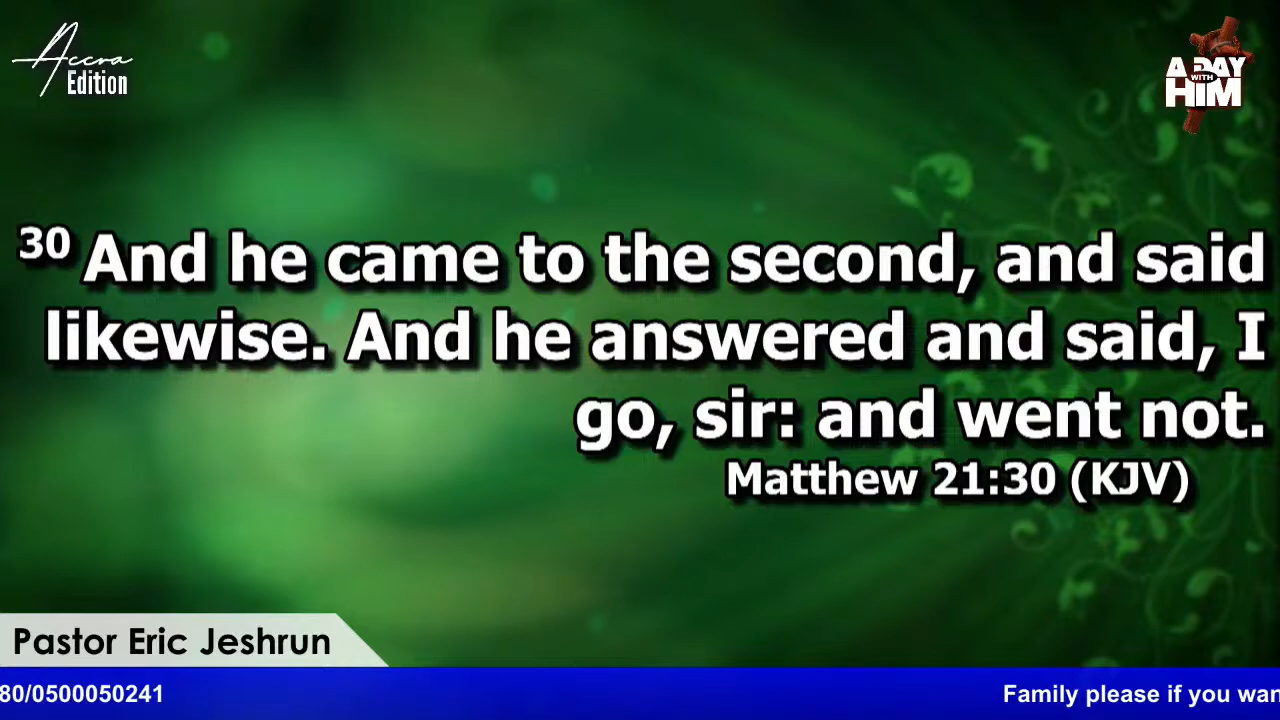 Accra
Edition
A DAY
WITH
HIM
30 And he came to the second, and said
likewise. And he answered and said, I
go, sir: and went not.
Matthew 21:30 (KJV)
Pastor Eric Jeshrun
80/0500050241
Family please if you wan